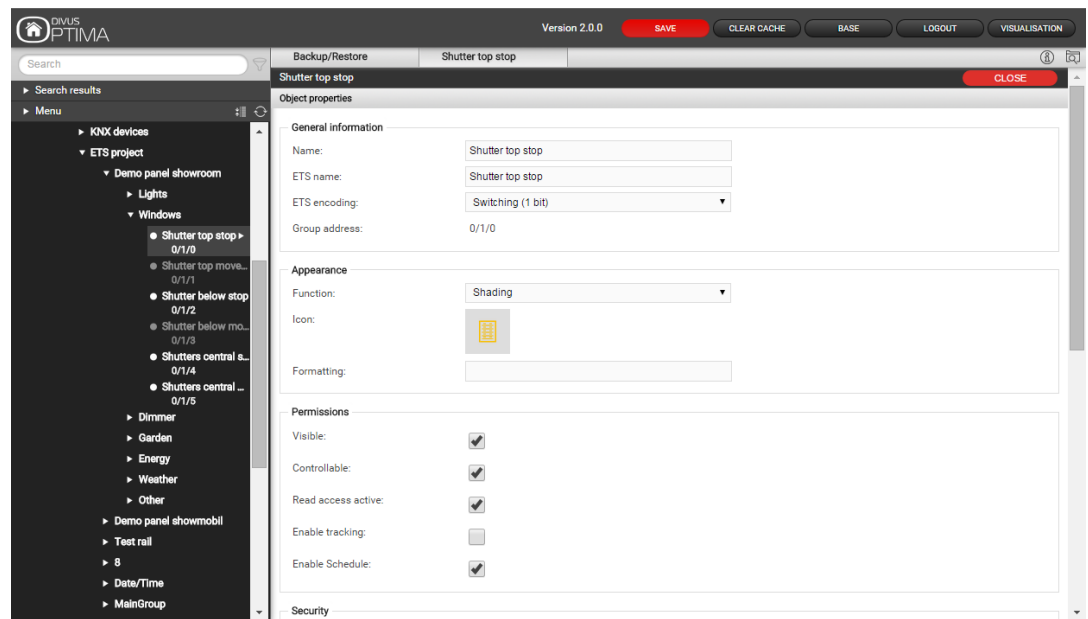 DIVUS
OPTIMA
Version 2.0.0
SAVE
CLEAR CACHE
BASE
LOGOUT
VISUALISATION
Search
Search results
Menu
KNX devices
ETS project
Demo panel showroom
Lights
Windows
Shutter top stop
0/1/0
Shutter top move...
0/1/1
Shutter below stop
0/1/2
Shutter below mo...
0/1/3
Shutters central s...
0/1/4
Shutters central ...
0/1/5
Dimmer
Garden
Energy
Weather
Other
Demo panel showmobil
Test rail
8
Date/Time
MainGroup
Backup/Restore
Shutter top stop
Shutter top stop
CLOSE
Object properties
General information
Name: Shutter top stop
ETS name: Shutter top stop
ETS encoding: Switching (1 bit)
Group address: 0/1/0
Appearance
Function: Shading
Icon:
Formatting:
Permissions
Visible:
Controllable:
Read access active:
Enable tracking:
Enable Schedule:
Security